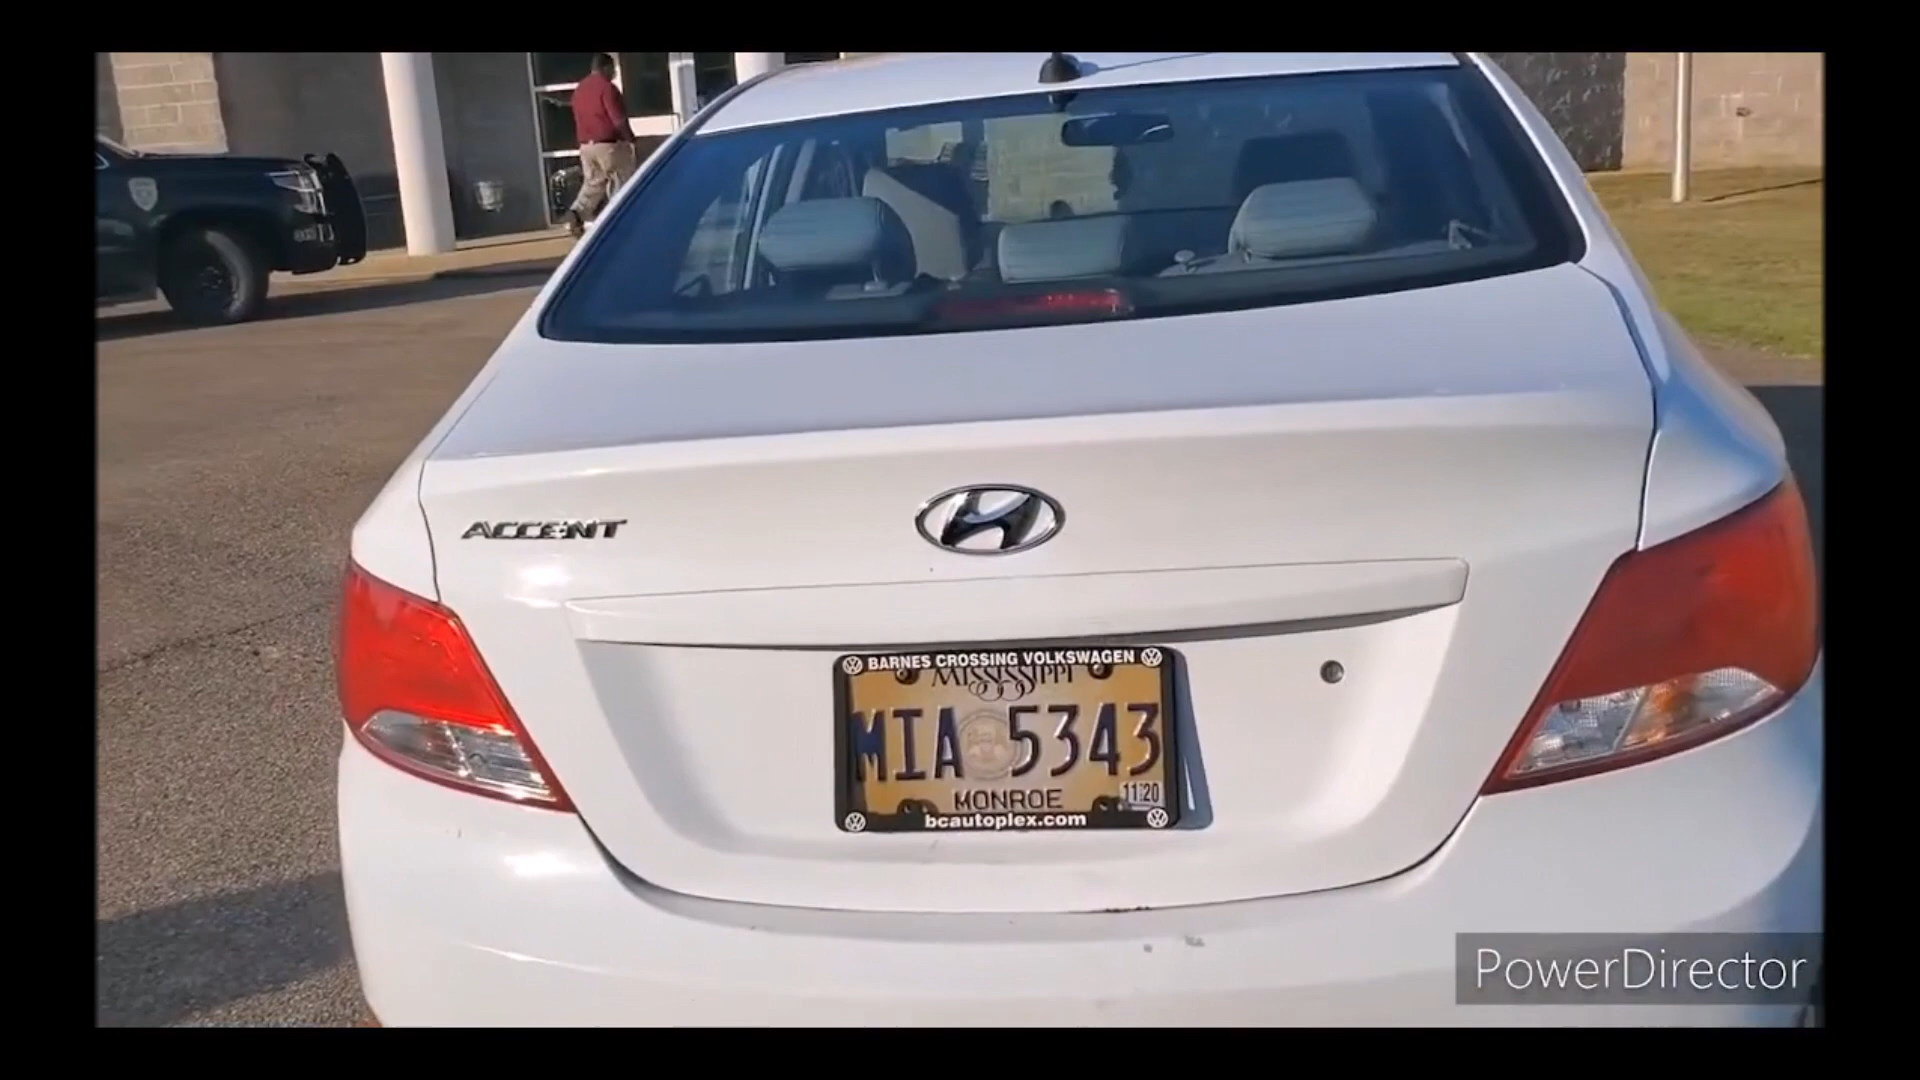 ACCENT
BARNES CROSSING VOLKSWAGEN
MISSISSIPPI
MIA 5343
11 20
MONROE
bcautoplex.com
PowerDirector